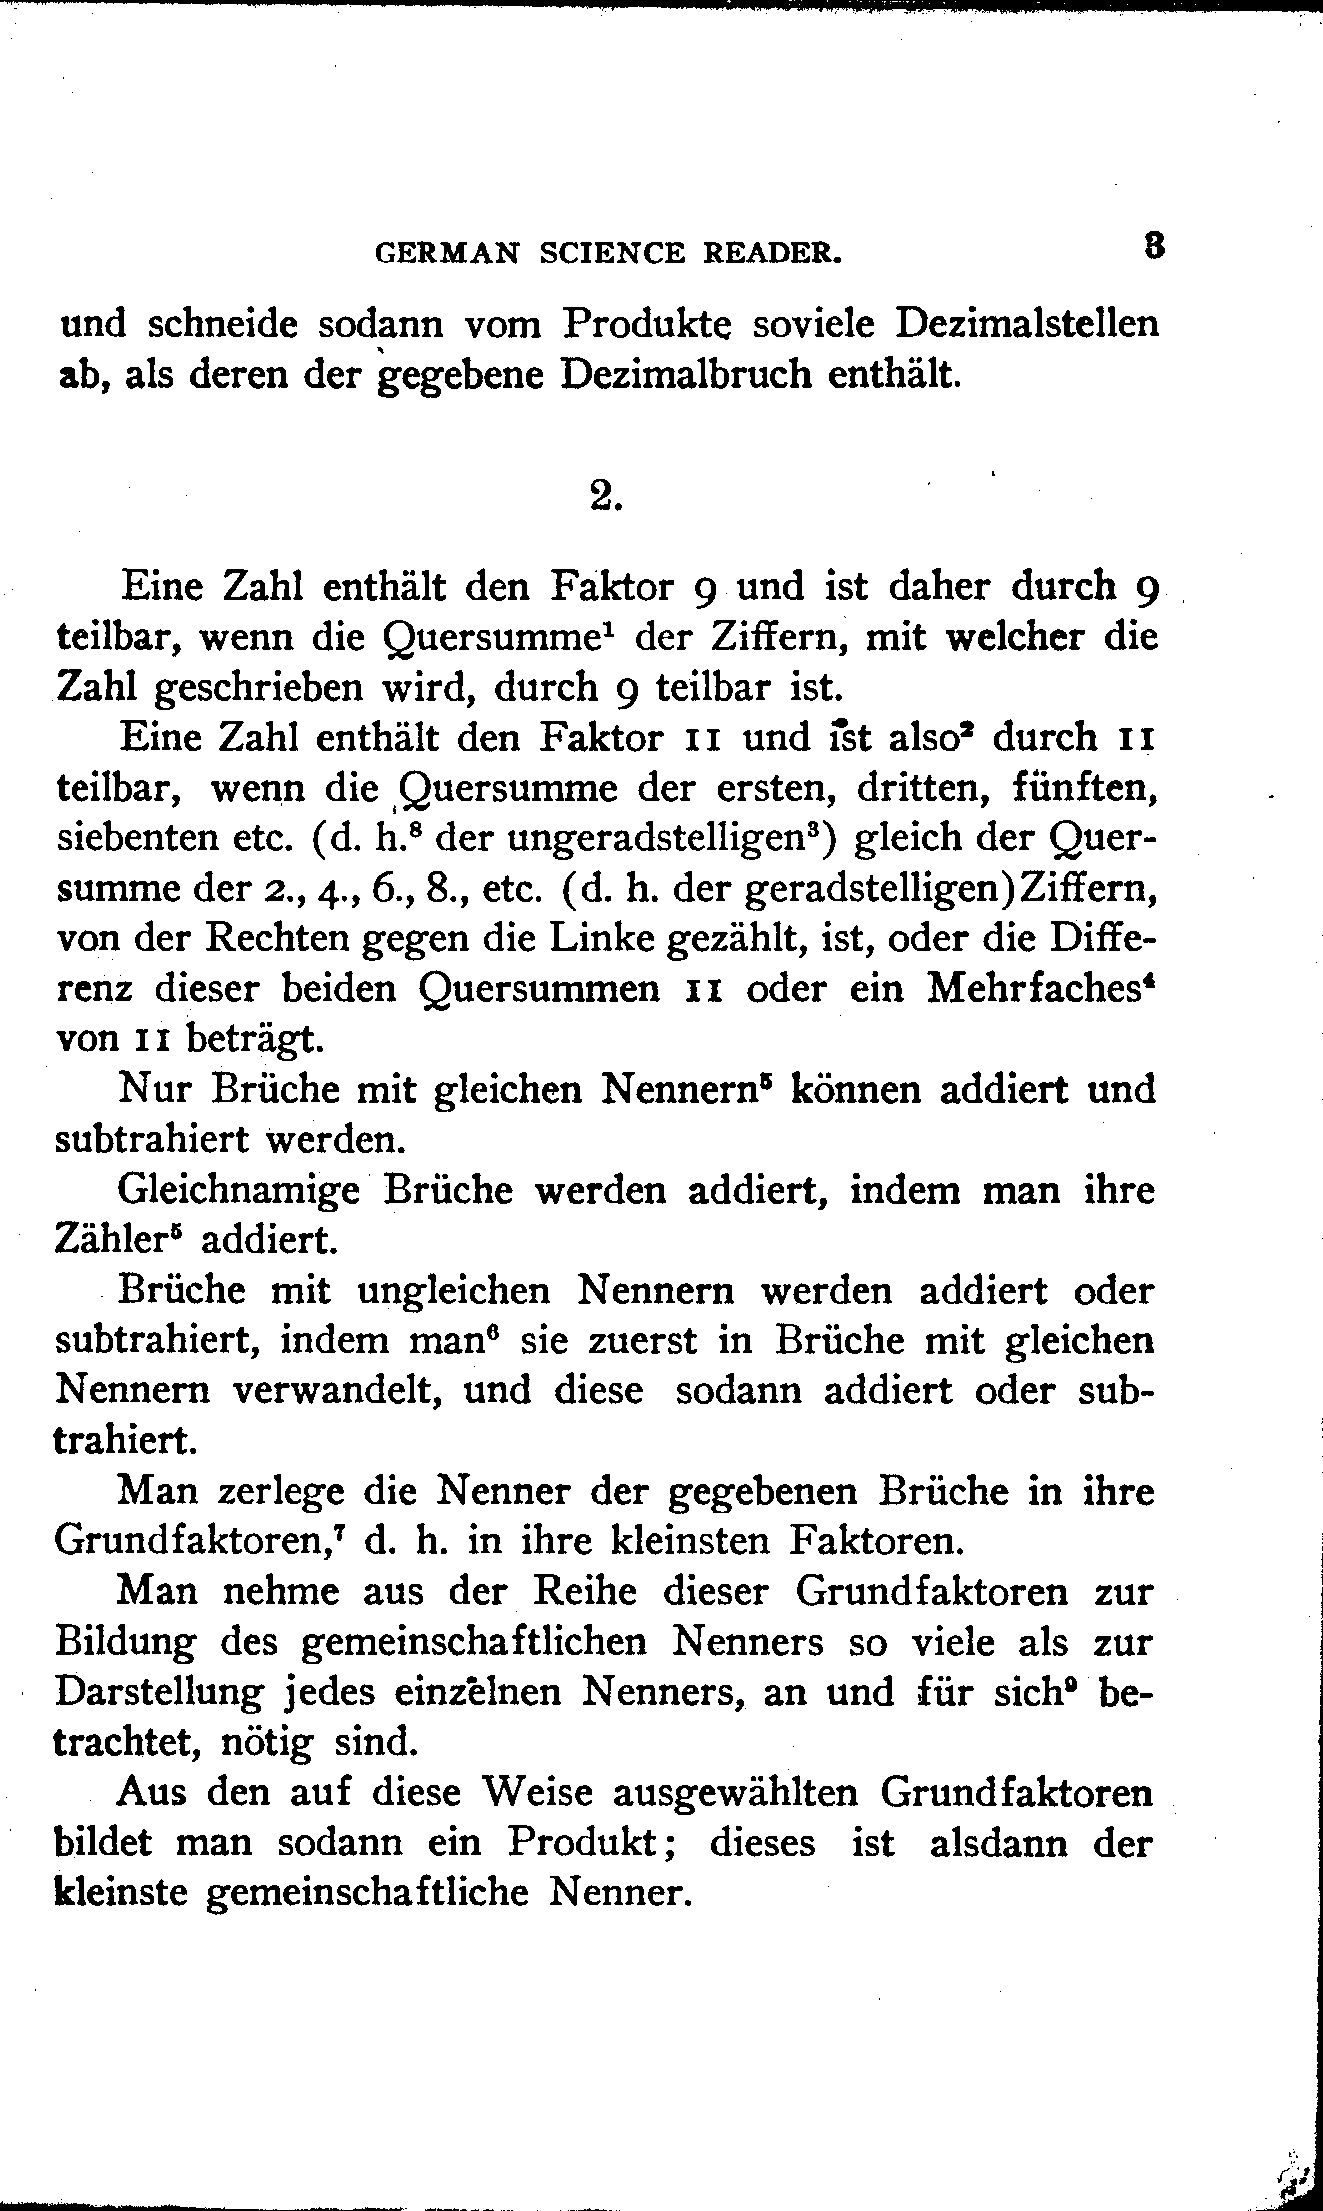 GERMAN SCIENCE READER. 3
und schneide sodann vom Produkte soviele Dezimalstellen
ab, als deren der gegebene Dezimalbruch enthält.
2.
Eine Zahl enthält den Faktor 9 und ist daher durch 9
teilbar, wenn die Quersumme¹ der Ziffern, mit welcher die
Zahl geschrieben wird, durch 9 teilbar ist.
Eine Zahl enthält den Faktor 11 und ist also² durch 11
teilbar, wenn die Quersumme der ersten, dritten, fünften,
siebenten etc. (d. h.⁸ der ungeradstelligen³) gleich der Quer-
summe der 2., 4., 6., 8., etc. (d. h. der geradstelligen) Ziffern,
von der Rechten gegen die Linke gezählt, ist, oder die Diffe-
renz dieser beiden Quersummen 11 oder ein Mehrfaches⁴
von 11 beträgt.
Nur Brüche mit gleichen Nennern⁵ können addiert und
subtrahiert werden.
Gleichnamige Brüche werden addiert, indem man ihre
Zähler⁵ addiert.
Brüche mit ungleichen Nennern werden addiert oder
subtrahiert, indem man⁶ sie zuerst in Brüche mit gleichen
Nennern verwandelt, und diese sodann addiert oder sub-
trahiert.
Man zerlege die Nenner der gegebenen Brüche in ihre
Grundfaktoren,⁷ d. h. in ihre kleinsten Faktoren.
Man nehme aus der Reihe dieser Grundfaktoren zur
Bildung des gemeinschaftlichen Nenners so viele als zur
Darstellung jedes einzelnen Nenners, an und für sich⁹ be-
trachtet, nötig sind.
Aus den auf diese Weise ausgewählten Grundfaktoren
bildet man sodann ein Produkt; dieses ist alsdann der
kleinste gemeinschaftliche Nenner.